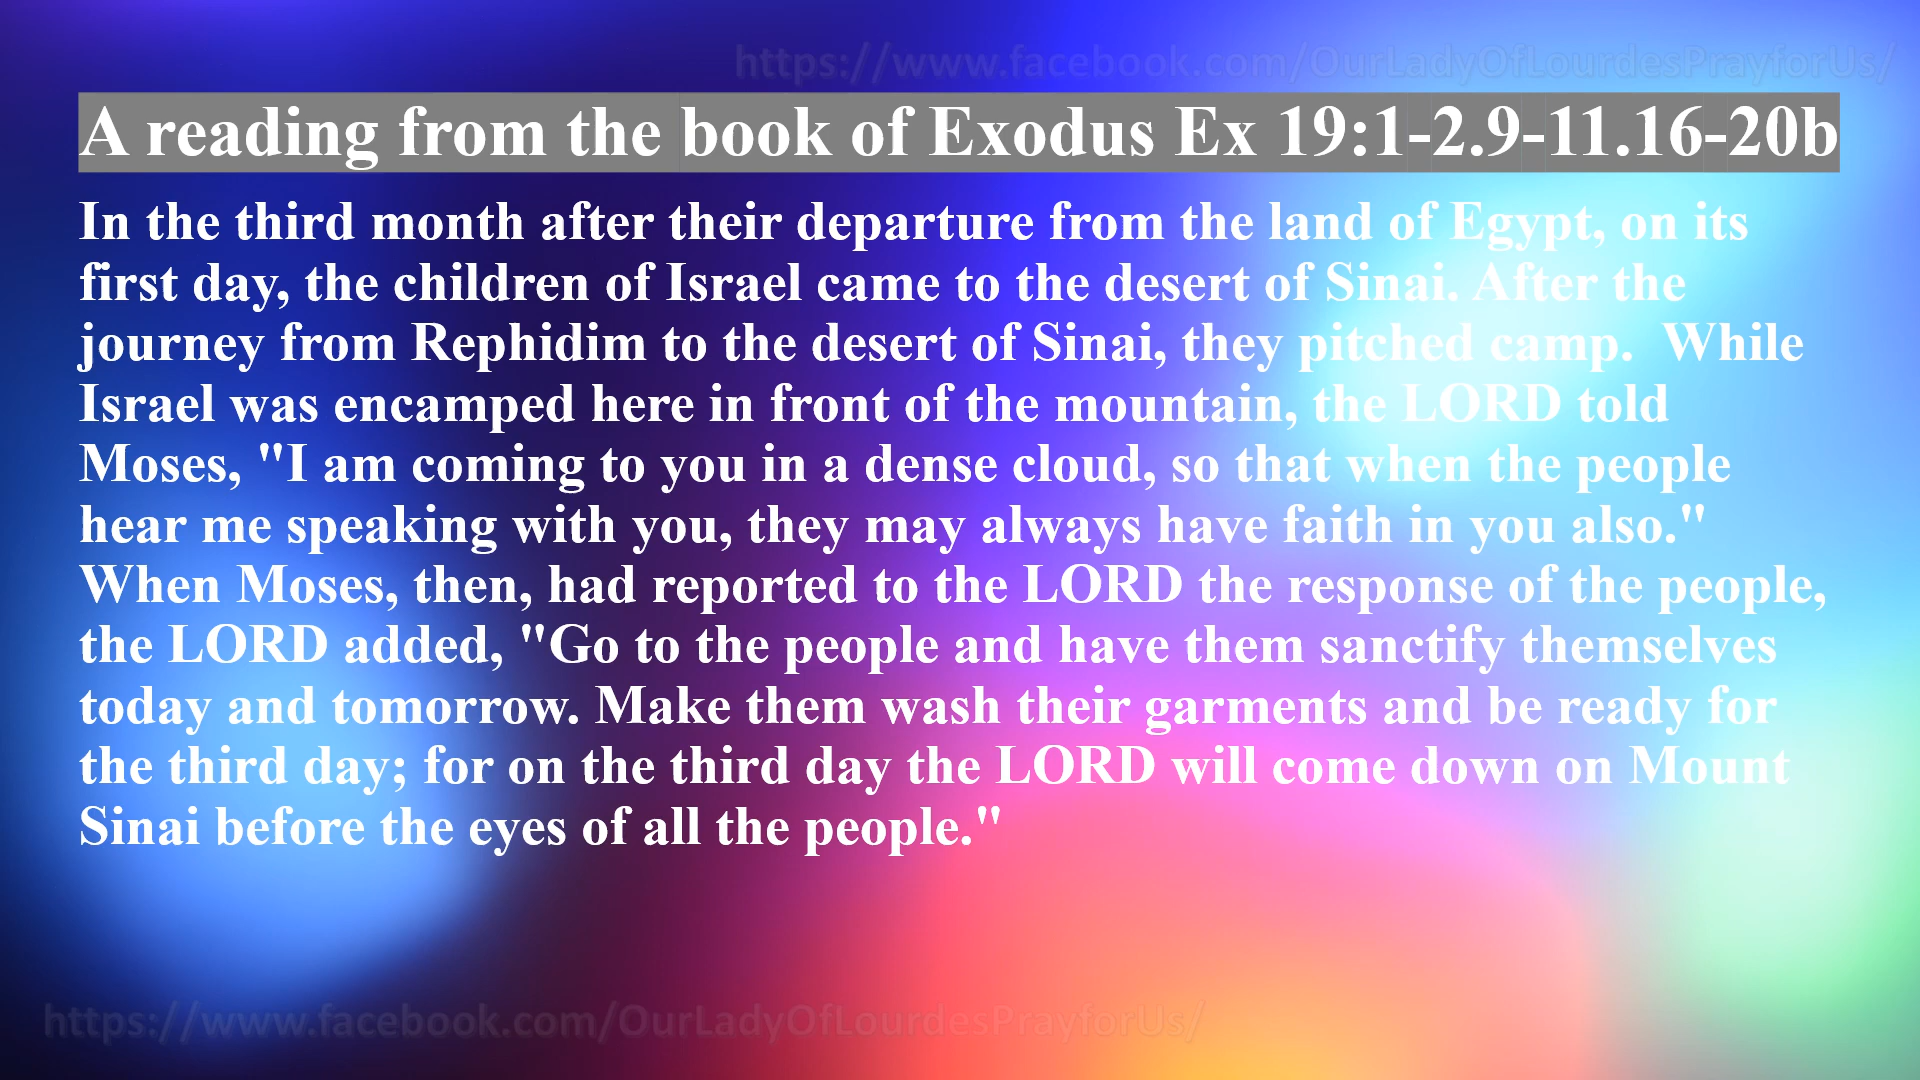 https://www.facebook.com/OurLadyOfLourdesPrayforUs/
A reading from the book of Exodus Ex 19:1-2.9-11.16-20b
In the third month after their departure from the land of Egypt, on its
first day, the children of Israel came to the desert of Sinai. After the
journey from Rephidim to the desert of Sinai, they pitched camp.  While
Israel was encamped here in front of the mountain, the LORD told
Moses, "I am coming to you in a dense cloud, so that when the people
hear me speaking with you, they may always have faith in you also."
When Moses, then, had reported to the LORD the response of the people,
the LORD added, "Go to the people and have them sanctify themselves
today and tomorrow. Make them wash their garments and be ready for
the third day; for on the third day the LORD will come down on Mount
Sinai before the eyes of all the people."
https://www.facebook.com/OurLadyOfLourdesPrayforUs/